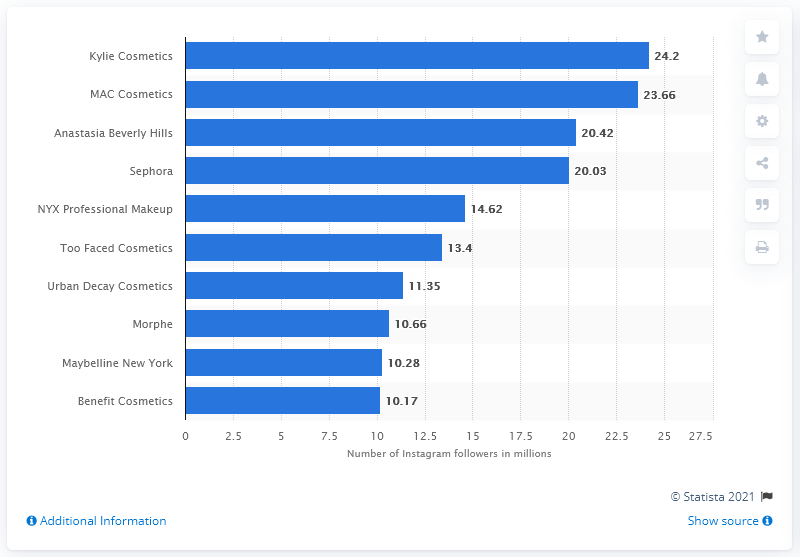 Kylie Cosmetics 24.2
MAC Cosmetics 23.66
Anastasia Beverly Hills 20.42
Sephora 20.03
NYX Professional Makeup 14.62
Too Faced Cosmetics 13.4
Urban Decay Cosmetics 11.35
Morphe 10.66
Maybelline New York 10.28
Benefit Cosmetics 10.17
0 2.5 5 7.5 10 12.5 15 17.5 20 22.5 25 27.5
Number of Instagram followers in millions
© Statista 2021
Additional Information Show source